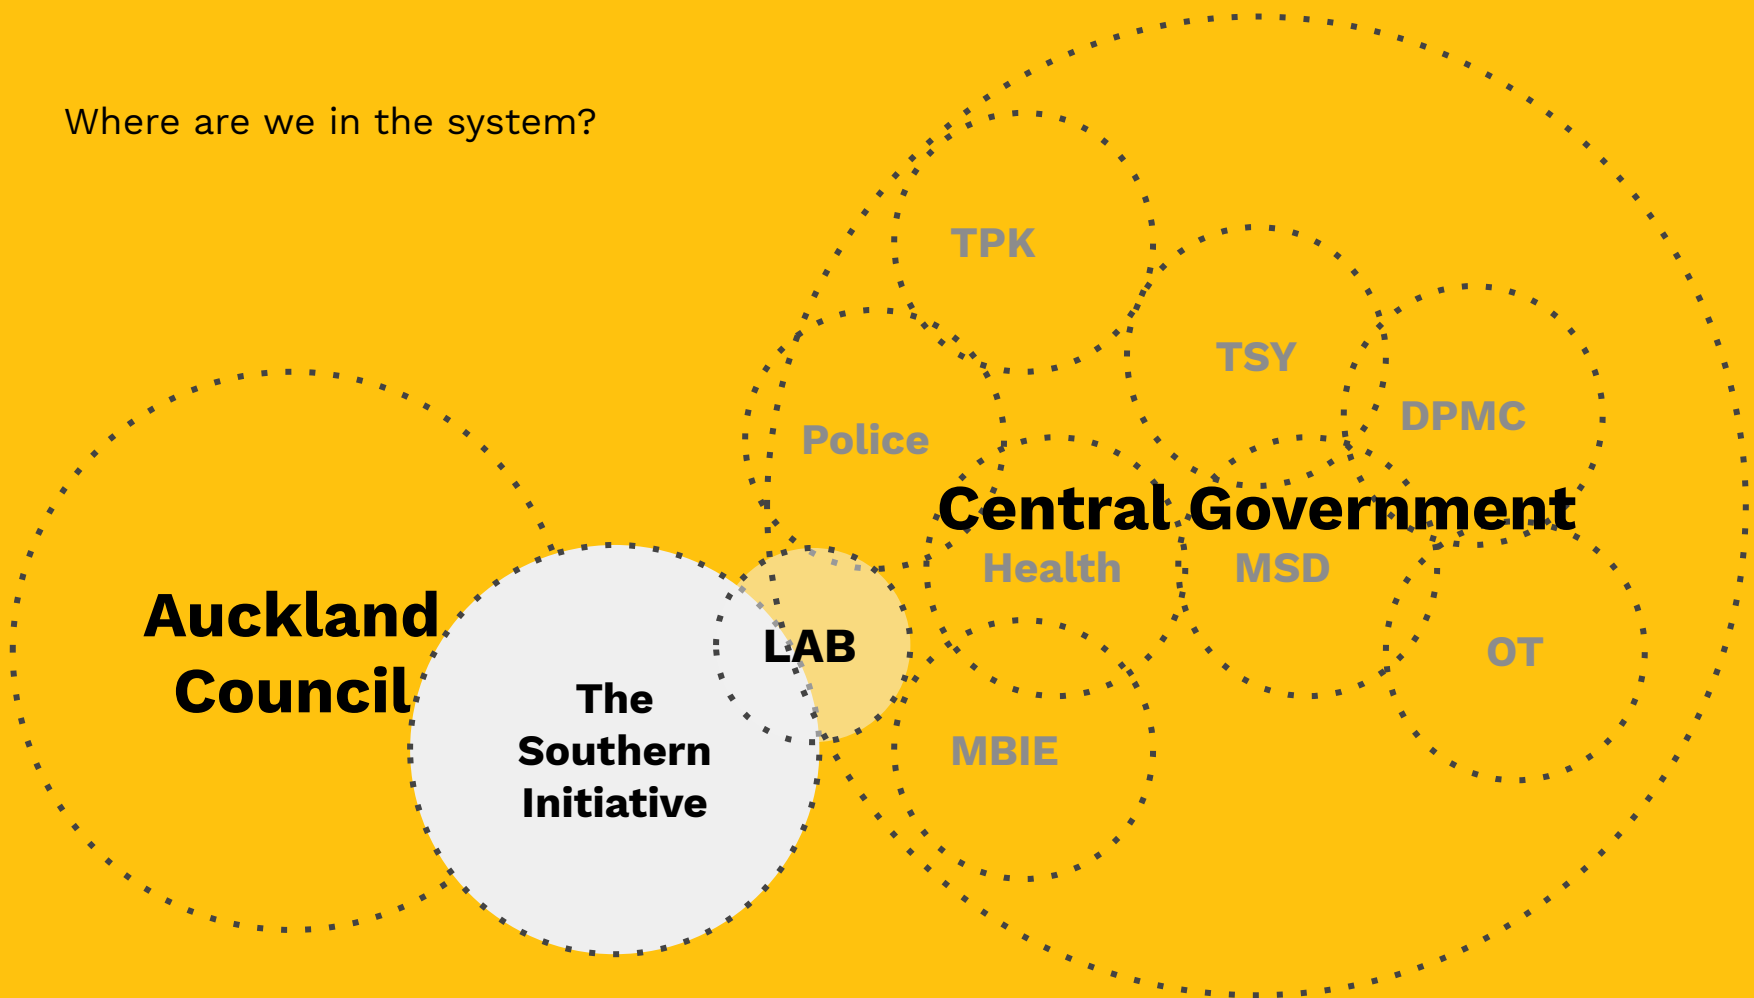 Where are we in the system?
TPK
TSY
DPMC
Police
Central Government
Health
MSD
OT
MBIE
Auckland
Council
LAB
The
Southern
Initiative